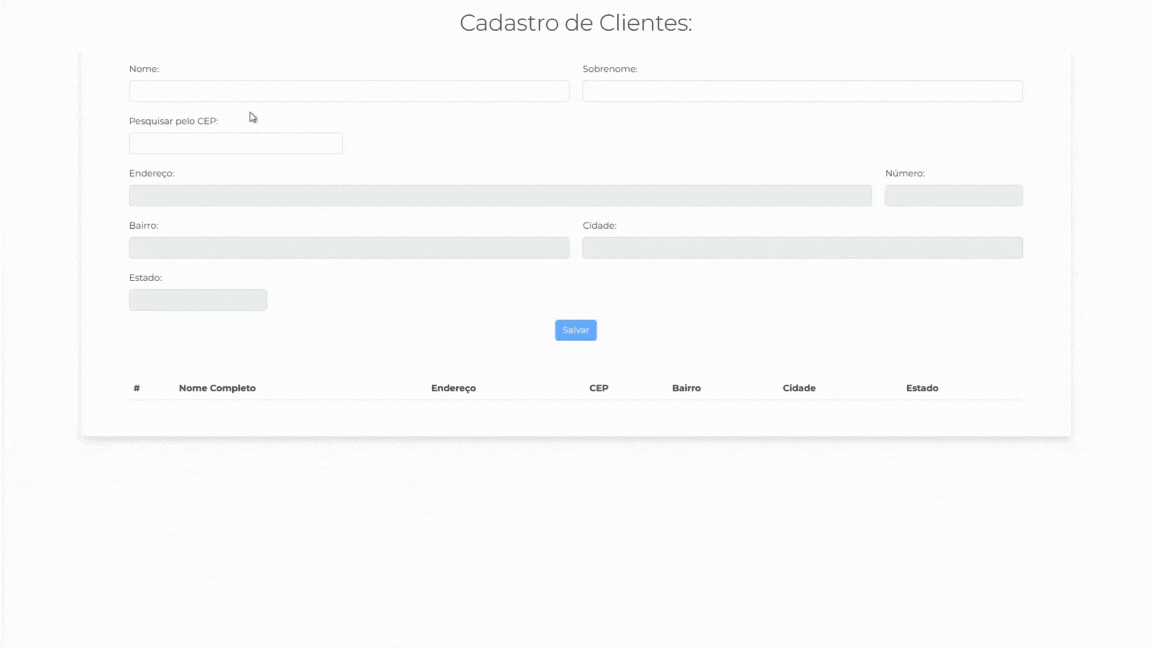 Cadastro de Clientes:
Nome: Sobrenome:
Pesquisar pelo CEP:
Endereço: Número:
Bairro: Cidade:
Estado:
Salvar
# Nome Completo Endereço CEP Bairro Cidade Estado